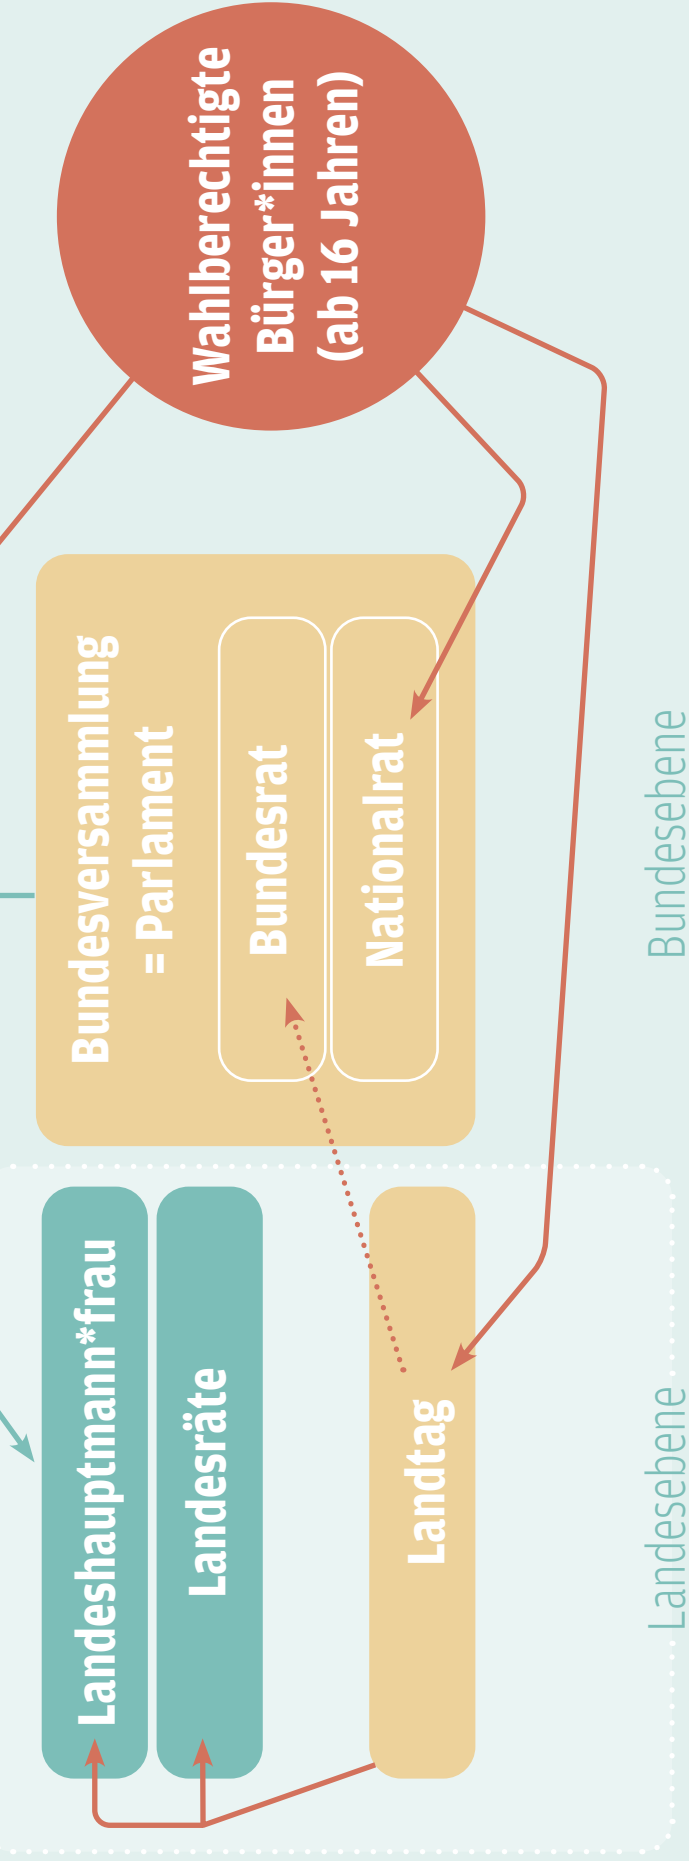 Wahlberechtigte
Bürger*innen
(ab 16 Jahren)
Bundesversammlung
= Parlament
Bundesrat
Nationalrat
Bundesebene
Landeshauptmann*frau
Landesräte
Landtag
Landesebene